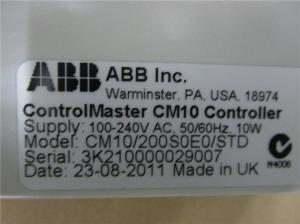 ABB ABB Inc.
Warminster, PA, USA, 18974
ControlMaster CM10 Controller
Supply: 100-240V AC, 50/60Hz, 10W
Model: CM10/200S0E0/STD
Serial: 3K210000029007
Date: 23-08-2011 Made in UK
N4006